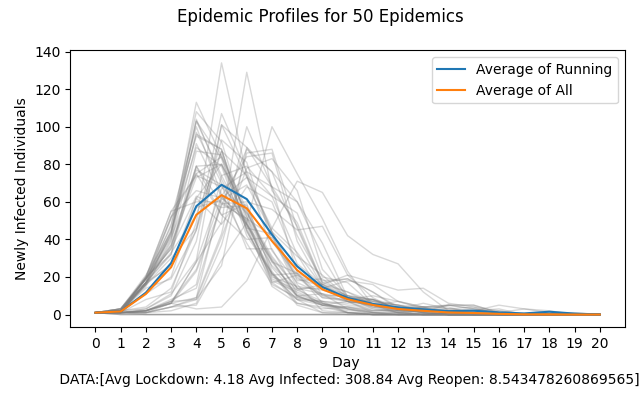 Epidemic Profiles for 50 Epidemics
140
120
100
80
60
40
20
0
Newly Infected Individuals
Average of Running
Average of All
0 1 2 3 4 5 6 7 8 9 10 11 12 13 14 15 16 17 18 19 20
Day
DATA:[Avg Lockdown: 4.18 Avg Infected: 308.84 Avg Reopen: 8.543478260869565]